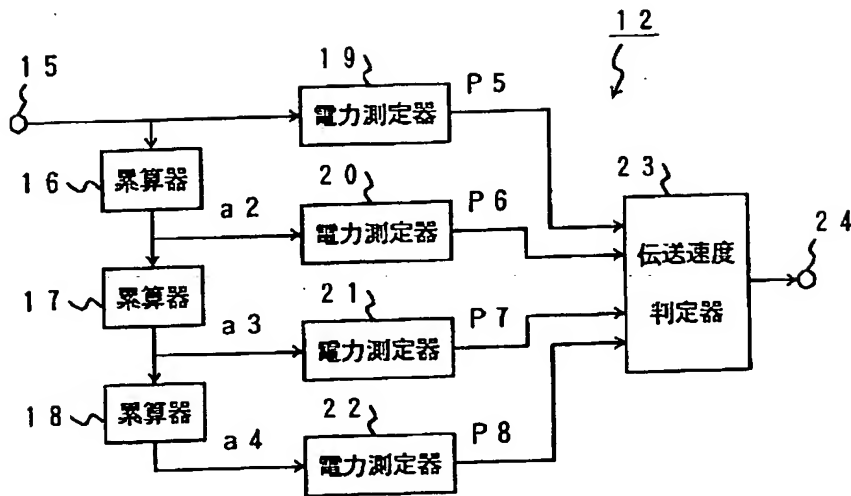 １２
１５
１９
Ｐ５
電力測定器
１６
累算器
ａ２
２０
Ｐ６
電力測定器
２３
伝送速度
判定器
２４
１７
累算器
ａ３
２１
Ｐ７
電力測定器
１８
累算器
ａ４
２２
Ｐ８
電力測定器